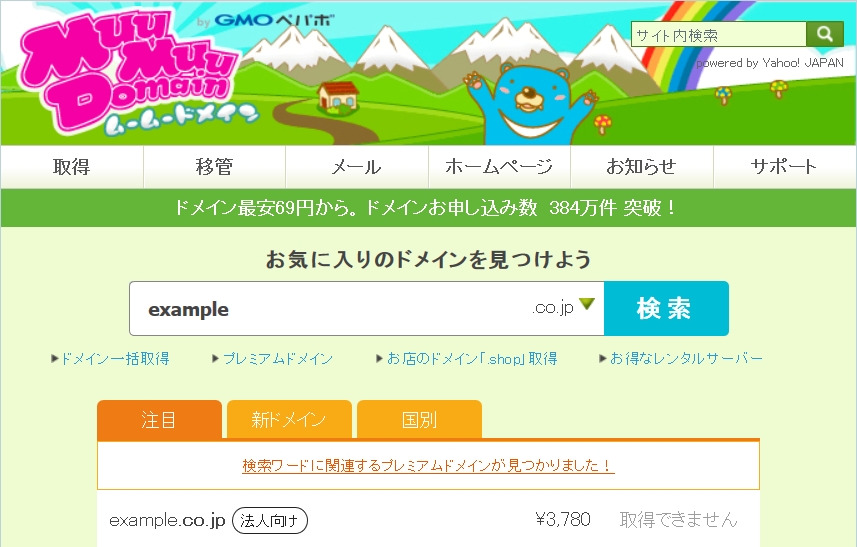 by GMOペパボ
MuuMuu Domain
ムームードメイン
サイト内検索
powered by Yahoo! JAPAN
取得 移管 メール ホームページ お知らせ サポート
ドメイン最安69円から。ドメインお申し込み数 384万件 突破！
お気に入りのドメインを見つけよう
example .co.jp 検索
ドメイン一括取得 プレミアムドメイン お店のドメイン「.shop」取得 お得なレンタルサーバー
注目 新ドメイン 国別
検索ワードに関連するプレミアムドメインが見つかりました！
example.co.jp 法人向け ¥3,780 取得できません